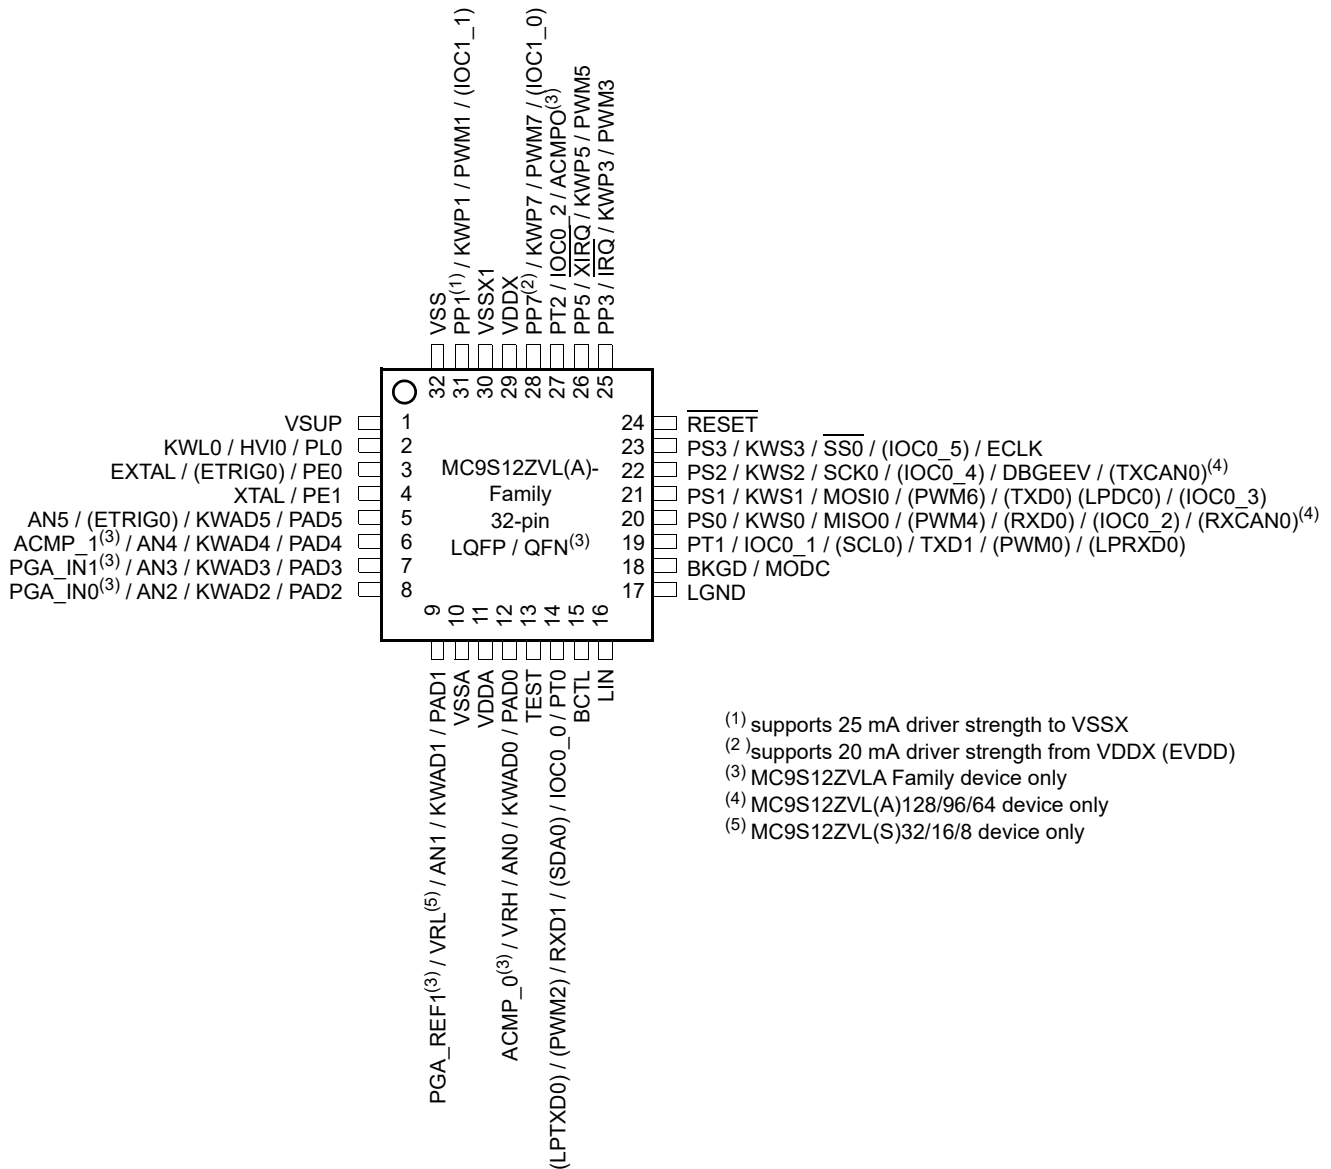 VSS
PP1(1) / KWP1 / PWM1 / (IOC1_1)
VSSX1
VDDX
PP7(2) / KWP7 / PWM7 / (IOC1_0)
PT2 / IOC0_2 / ACMPO(3)
PP5 / XIRQ / KWP5 / PWM5
PP3 / IRQ / KWP3 / PWM3
32
31
30
29
28
27
26
25
VSUP
1
KWL0 / HVI0 / PL0
2
EXTAL / (ETRIG0) / PE0
3
XTAL / PE1
4
AN5 / (ETRIG0) / KWAD5 / PAD5
5
ACMP_1(3) / AN4 / KWAD4 / PAD4
6
PGA_IN1(3) / AN3 / KWAD3 / PAD3
7
PGA_IN0(3) / AN2 / KWAD2 / PAD2
8
MC9S12ZVL(A)-
Family
32-pin
LQFP / QFN(3)
24
RESET
23
PS3 / KWS3 / SS0 / (IOC0_5) / ECLK
22
PS2 / KWS2 / SCK0 / (IOC0_4) / DBGEEV / (TXCAN0)(4)
21
PS1 / KWS1 / MOSI0 / (PWM6) / (TXD0) (LPDC0) / (IOC0_3)
20
PS0 / KWS0 / MISO0 / (PWM4) / (RXD0) / (IOC0_2) / (RXCAN0)(4)
19
PT1 / IOC0_1 / (SCL0) / TXD1 / (PWM0) / (LPRXD0)
18
BKGD / MODC
17
LGND
9
10
11
12
13
14
15
16
PGA_REF1(3) / VRL(5) / AN1 / KWAD1 / PAD1
VSSA
VDDA
ACMP_0(3) / VRH / AN0 / KWAD0 / PAD0
TEST
(LPTXD0) / (PWM2) / RXD1 / (SDA0) / IOC0_0 / PT0
BCTL
LIN
(1) supports 25 mA driver strength to VSSX
(2 )supports 20 mA driver strength from VDDX (EVDD)
(3) MC9S12ZVLA Family device only
(4) MC9S12ZVL(A)128/96/64 device only
(5) MC9S12ZVL(S)32/16/8 device only